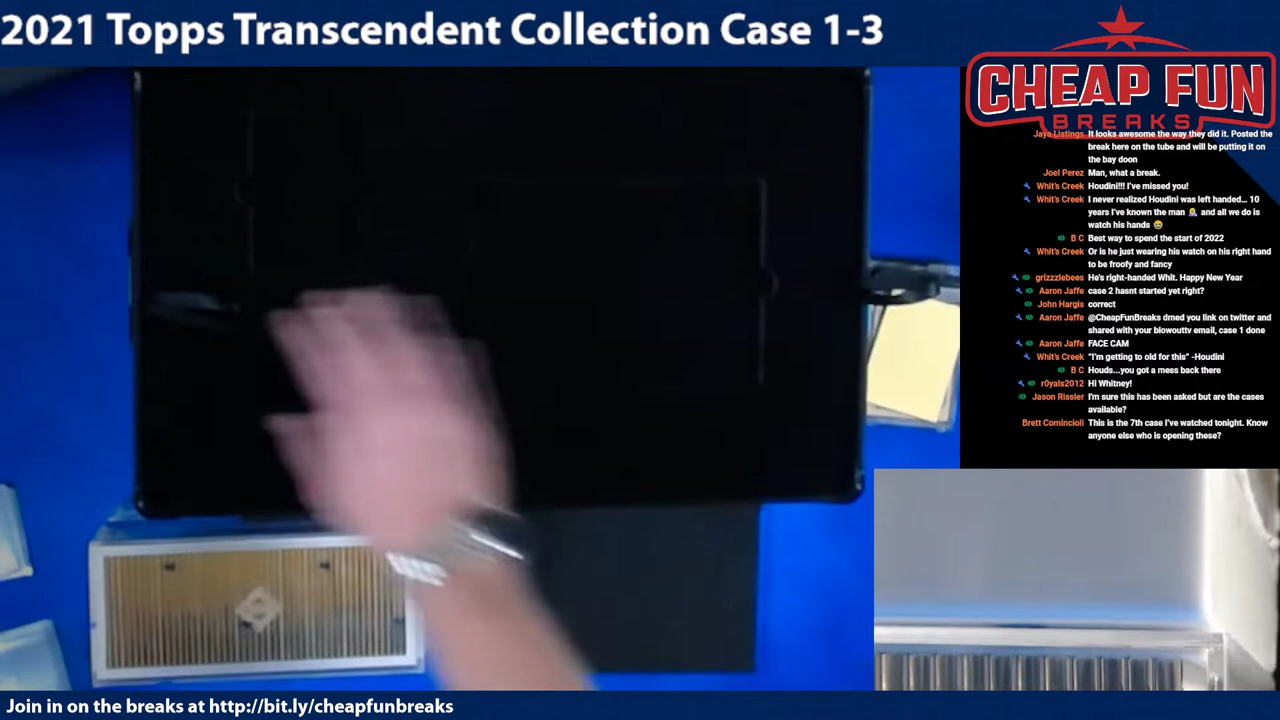 2021 Topps Transcendent Collection Case 1-3
CHEAP FUN
BREAKS
Jaya Listings It looks awesome the way they did it. Posted the
break here on the tube and will be putting it on
the bay doon
Joel Perez Man, what a break.
Whit's Creek Houdini!!! I've missed you!
Whit's Creek I never realized Houdini was left handed... 10
years I've known the man 🤷‍♀️ and all we do is
watch his hands 🥹
B C Best way to spend the start of 2022
Whit's Creek Or is he just wearing his watch on his right hand
to be froofy and fancy
grizzzlebees He's right-handed Whit. Happy New Year
Aaron Jaffe case 2 hasnt started yet right?
John Hargis correct
Aaron Jaffe @CheapFunBreaks dmed you link on twitter and
shared with your blowouttv email, case 1 done
Aaron Jaffe FACE CAM
Whit's Creek "I'm getting to old for this" -Houdini
B C Houds...you got a mess back there
r0yals2012 Hi Whitney!
Jason Rissler I'm sure this has been asked but are the cases
available?
Brett Comincioli This is the 7th case I've watched tonight. Know
anyone else who is opening these?
Join in on the breaks at http://bit.ly/cheapfunbreaks